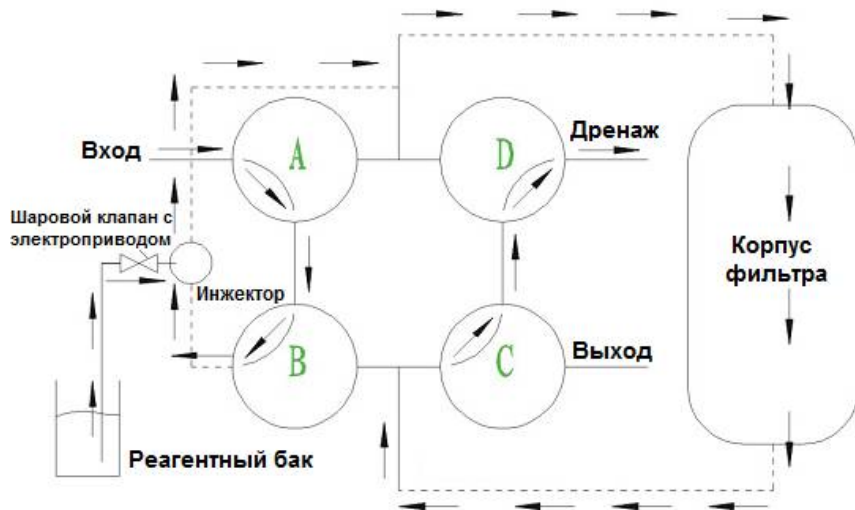 Вход
A
D
Дренаж
Шаровой клапан с
электроприводом
Инжектор
Корпус
фильтра
B
C
Выход
Реагентный бак